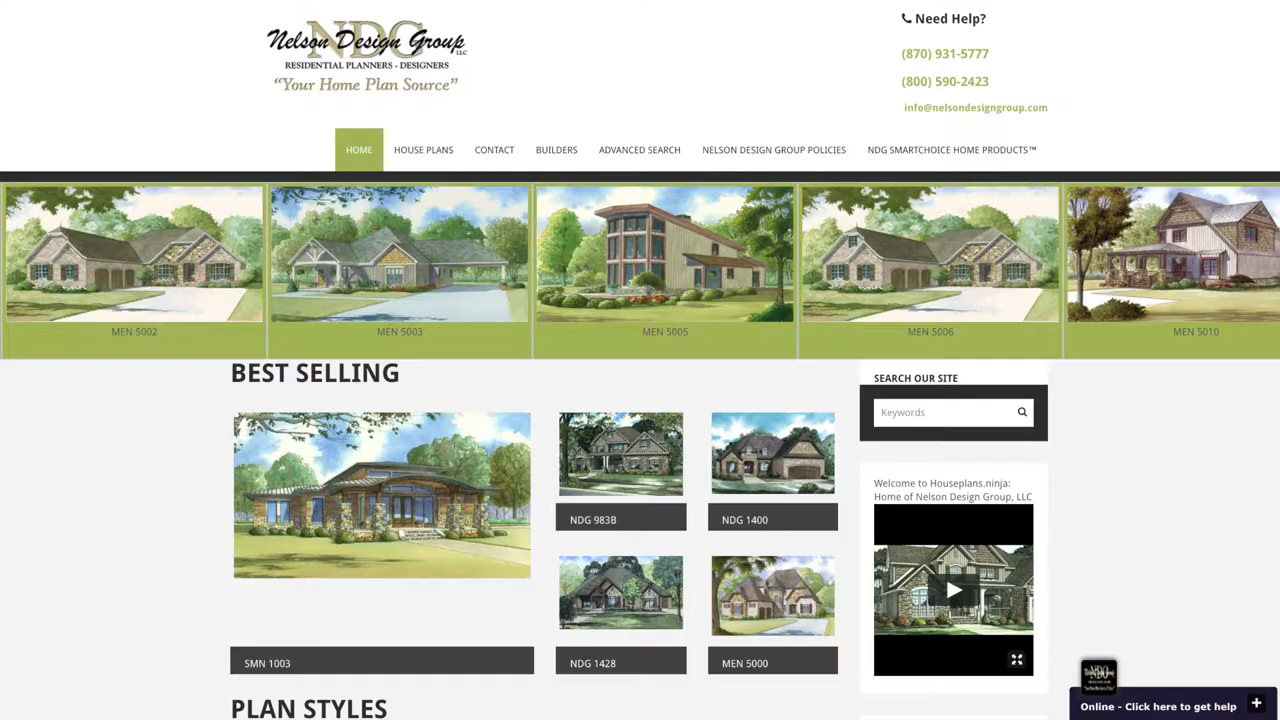 NDG
Nelson Design Group LLC
RESIDENTIAL PLANNERS - DESIGNERS
“Your Home Plan Source”
Need Help?
(870) 931-5777
(800) 590-2423
info@nelsondesigngroup.com
HOME HOUSE PLANS CONTACT BUILDERS ADVANCED SEARCH NELSON DESIGN GROUP POLICIES NDG SMARTCHOICE HOME PRODUCTS™
MEN 5002 MEN 5003 MEN 5005 MEN 5006 MEN 5010
BEST SELLING
SMN 1003
NDG 983B
NDG 1400
NDG 1428
MEN 5000
PLAN STYLES
SEARCH OUR SITE
Keywords
Welcome to Houseplans.ninja:
Home of Nelson Design Group, LLC
NDG
Nelson Design Group
Online - Click here to get help